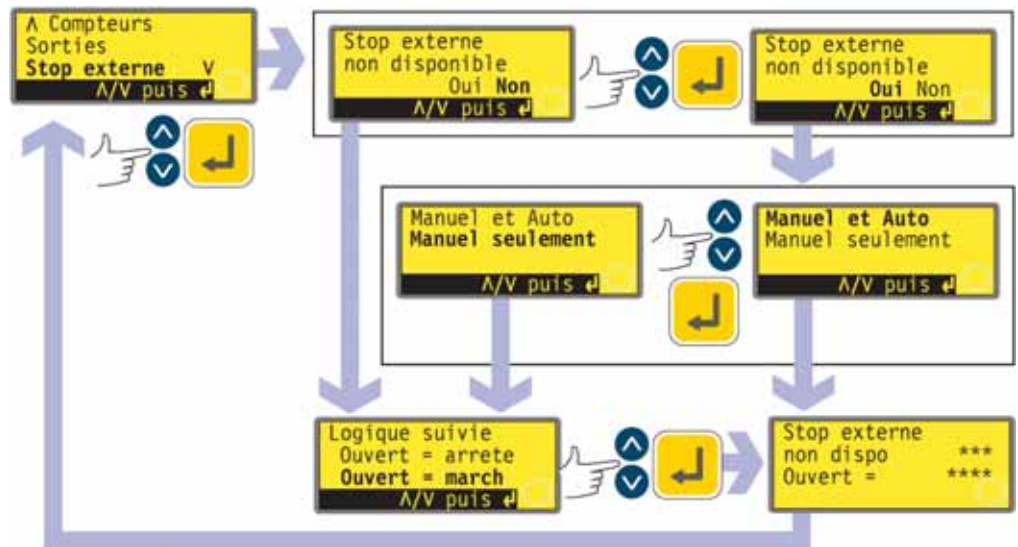 Λ Compteurs
Sorties
Stop externe V
Λ/V puis ↲
Stop externe
non disponible
Oui Non
Λ/V puis ↲
Stop externe
non disponible
Oui Non
Λ/V puis ↲
Manuel et Auto
Manuel seulement
Λ/V puis ↲
Manuel et Auto
Manuel seulement
Λ/V puis ↲
Logique suivie
Ouvert = arrete
Ouvert = march
Λ/V puis ↲
Stop externe
non dispo ***
Ouvert = ****